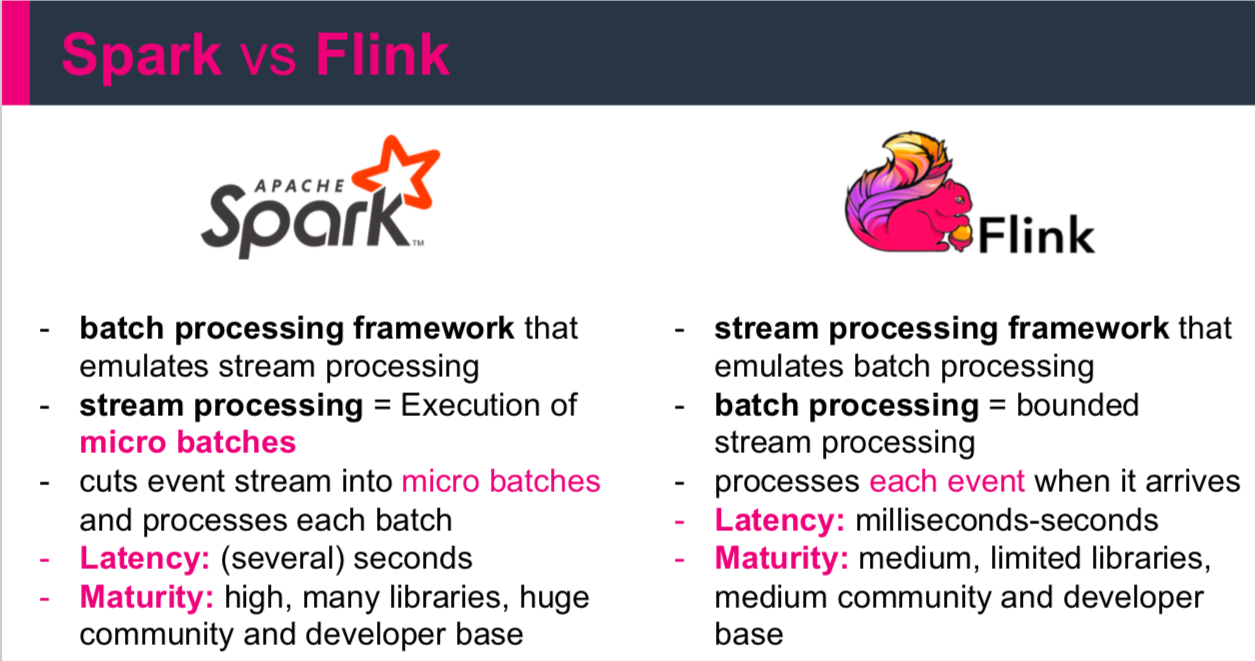 Spark vs Flink
APACHE
Spark™
Flink
- batch processing framework that
emulates stream processing
- stream processing = Execution of
micro batches
- cuts event stream into micro batches
and processes each batch
- Latency: (several) seconds
- Maturity: high, many libraries, huge
community and developer base
- stream processing framework that
emulates batch processing
- batch processing = bounded
stream processing
- processes each event when it arrives
- Latency: milliseconds-seconds
- Maturity: medium, limited libraries,
medium community and developer
base